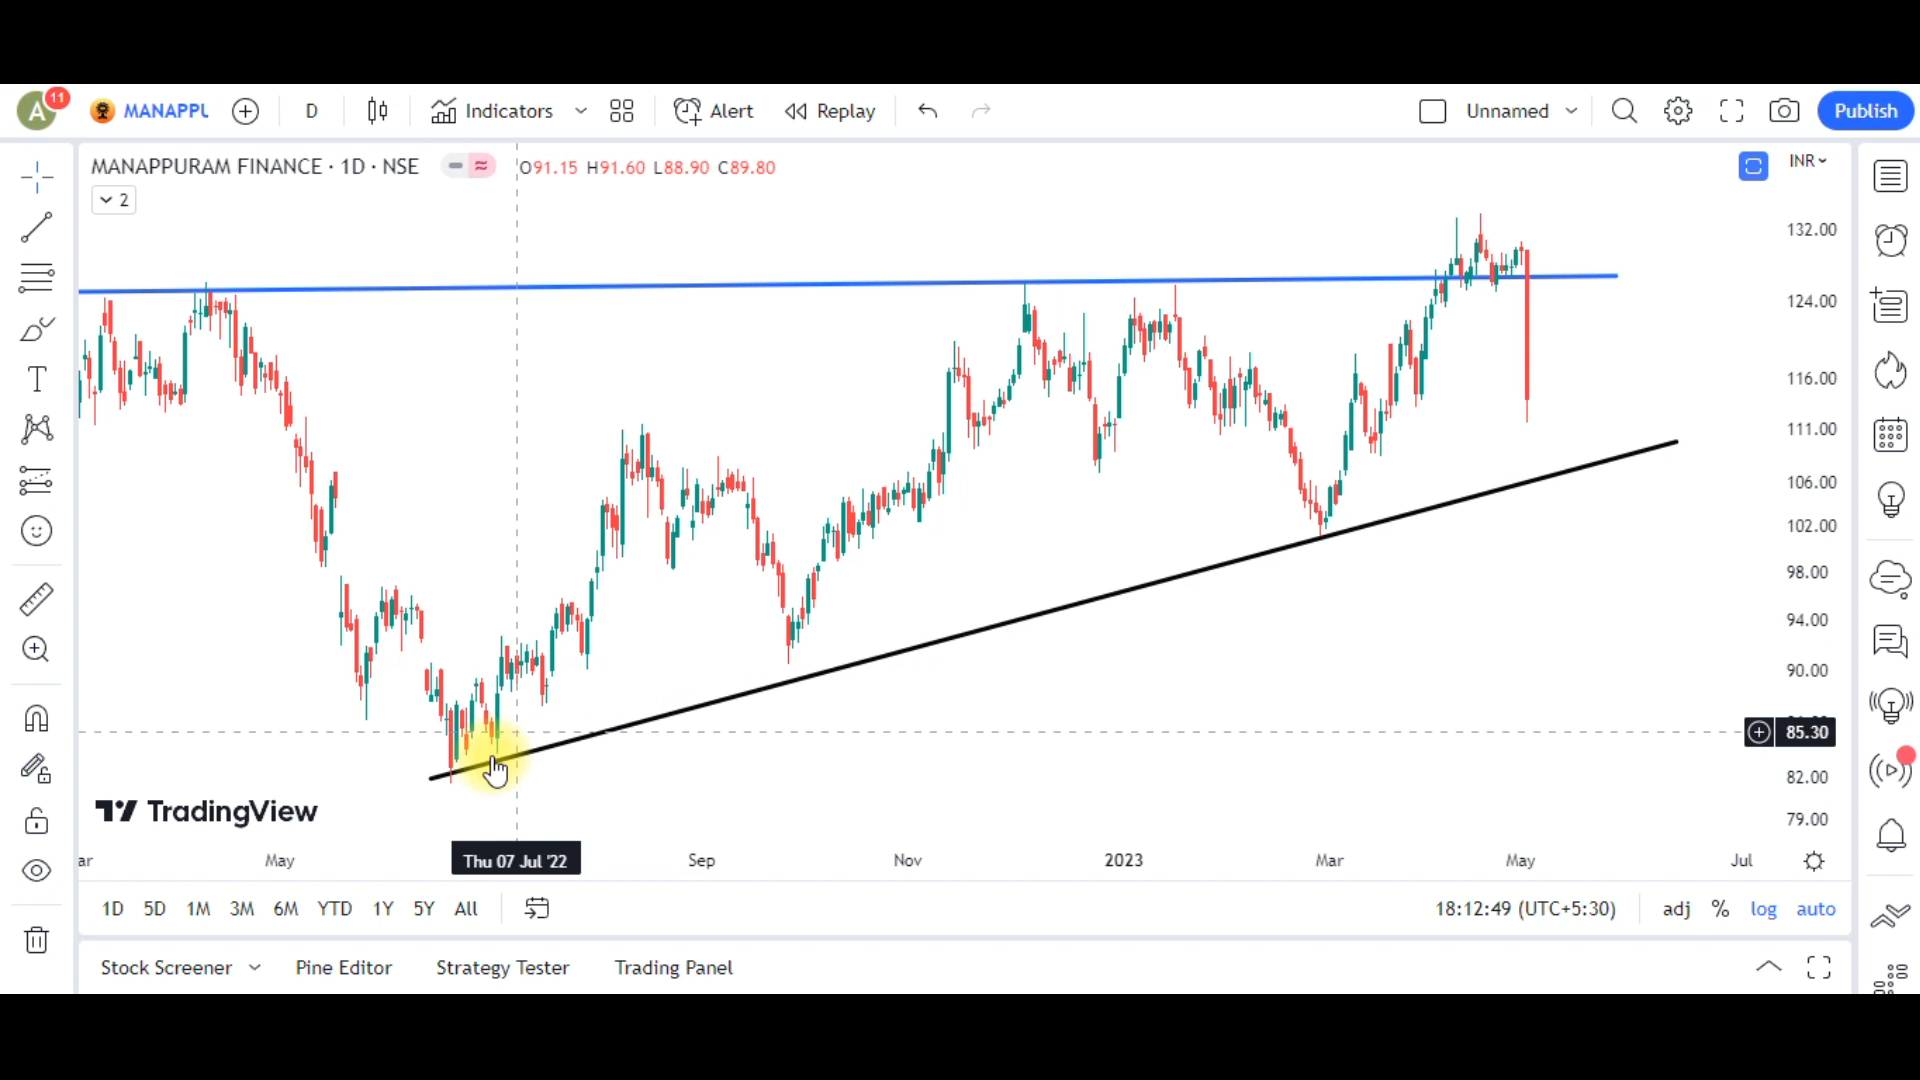 A 11 MANAPPU D Indicators Alert Replay Unnamed Publish
MANAPPURAM FINANCE · 1D · NSE O91.15 H91.60 L88.90 C89.80 INR
2
132.00
124.00
116.00
111.00
106.00
102.00
98.00
94.00
90.00
85.30
82.00
79.00
TradingView
May Thu 07 Jul '22 Sep Nov 2023 Mar May Jul
1D 5D 1M 3M 6M YTD 1Y 5Y All 18:12:49 (UTC+5:30) adj % log auto
Stock Screener Pine Editor Strategy Tester Trading Panel